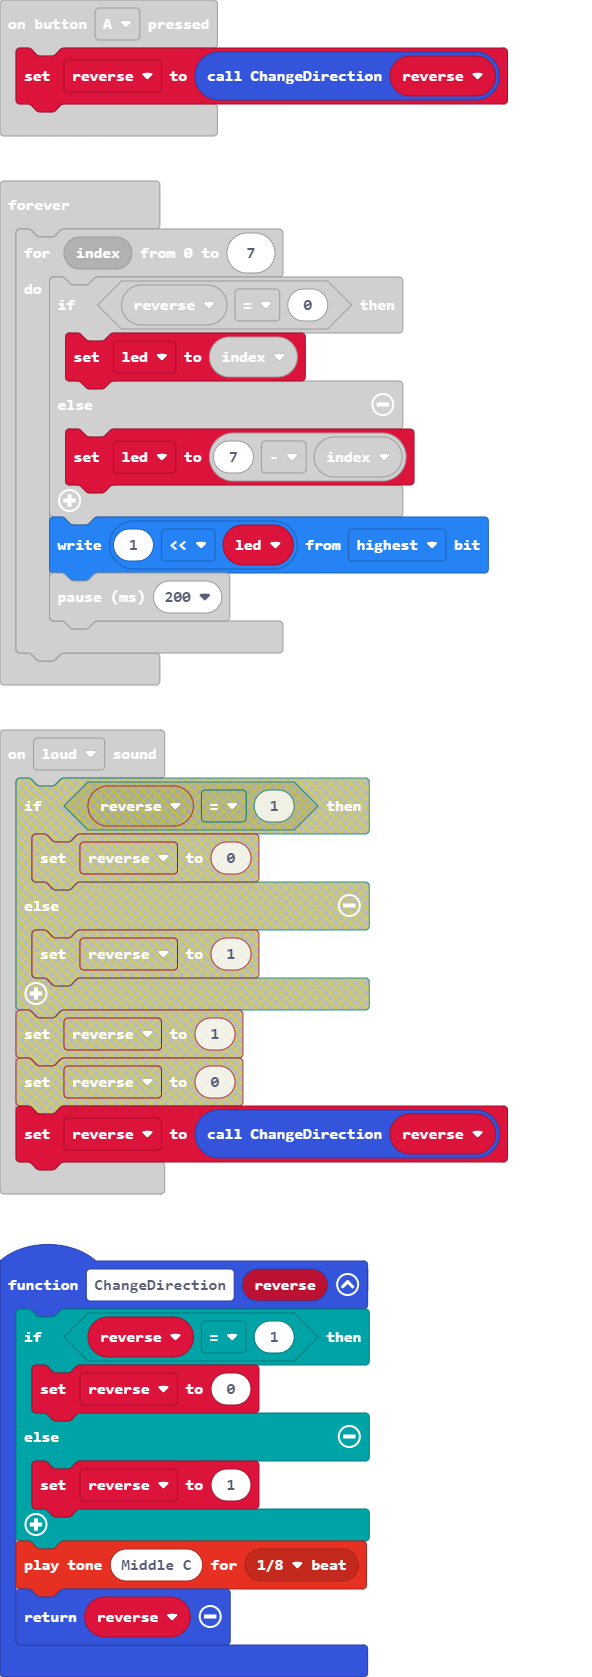 on button A pressed
set reverse to call ChangeDirection reverse
forever
for index from 0 to 7
do
if reverse = 0 then
set led to index
else
set led to 7 - index
write 1 << led from highest bit
pause (ms) 200
on loud sound
if reverse = 1 then
set reverse to 0
else
set reverse to 1
set reverse to 1
set reverse to 0
set reverse to call ChangeDirection reverse
function ChangeDirection reverse
if reverse = 1 then
set reverse to 0
else
set reverse to 1
play tone Middle C for 1/8 beat
return reverse